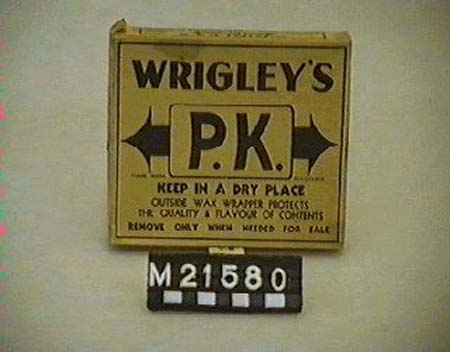 WRIGLEY'S
P.K.
KEEP IN A DRY PLACE
OUTSIDE WAX WRAPPER PROTECTS
THE QUALITY & FLAVOUR OF CONTENTS
REMOVE ONLY WHEN NEEDED FOR SALE
M21580